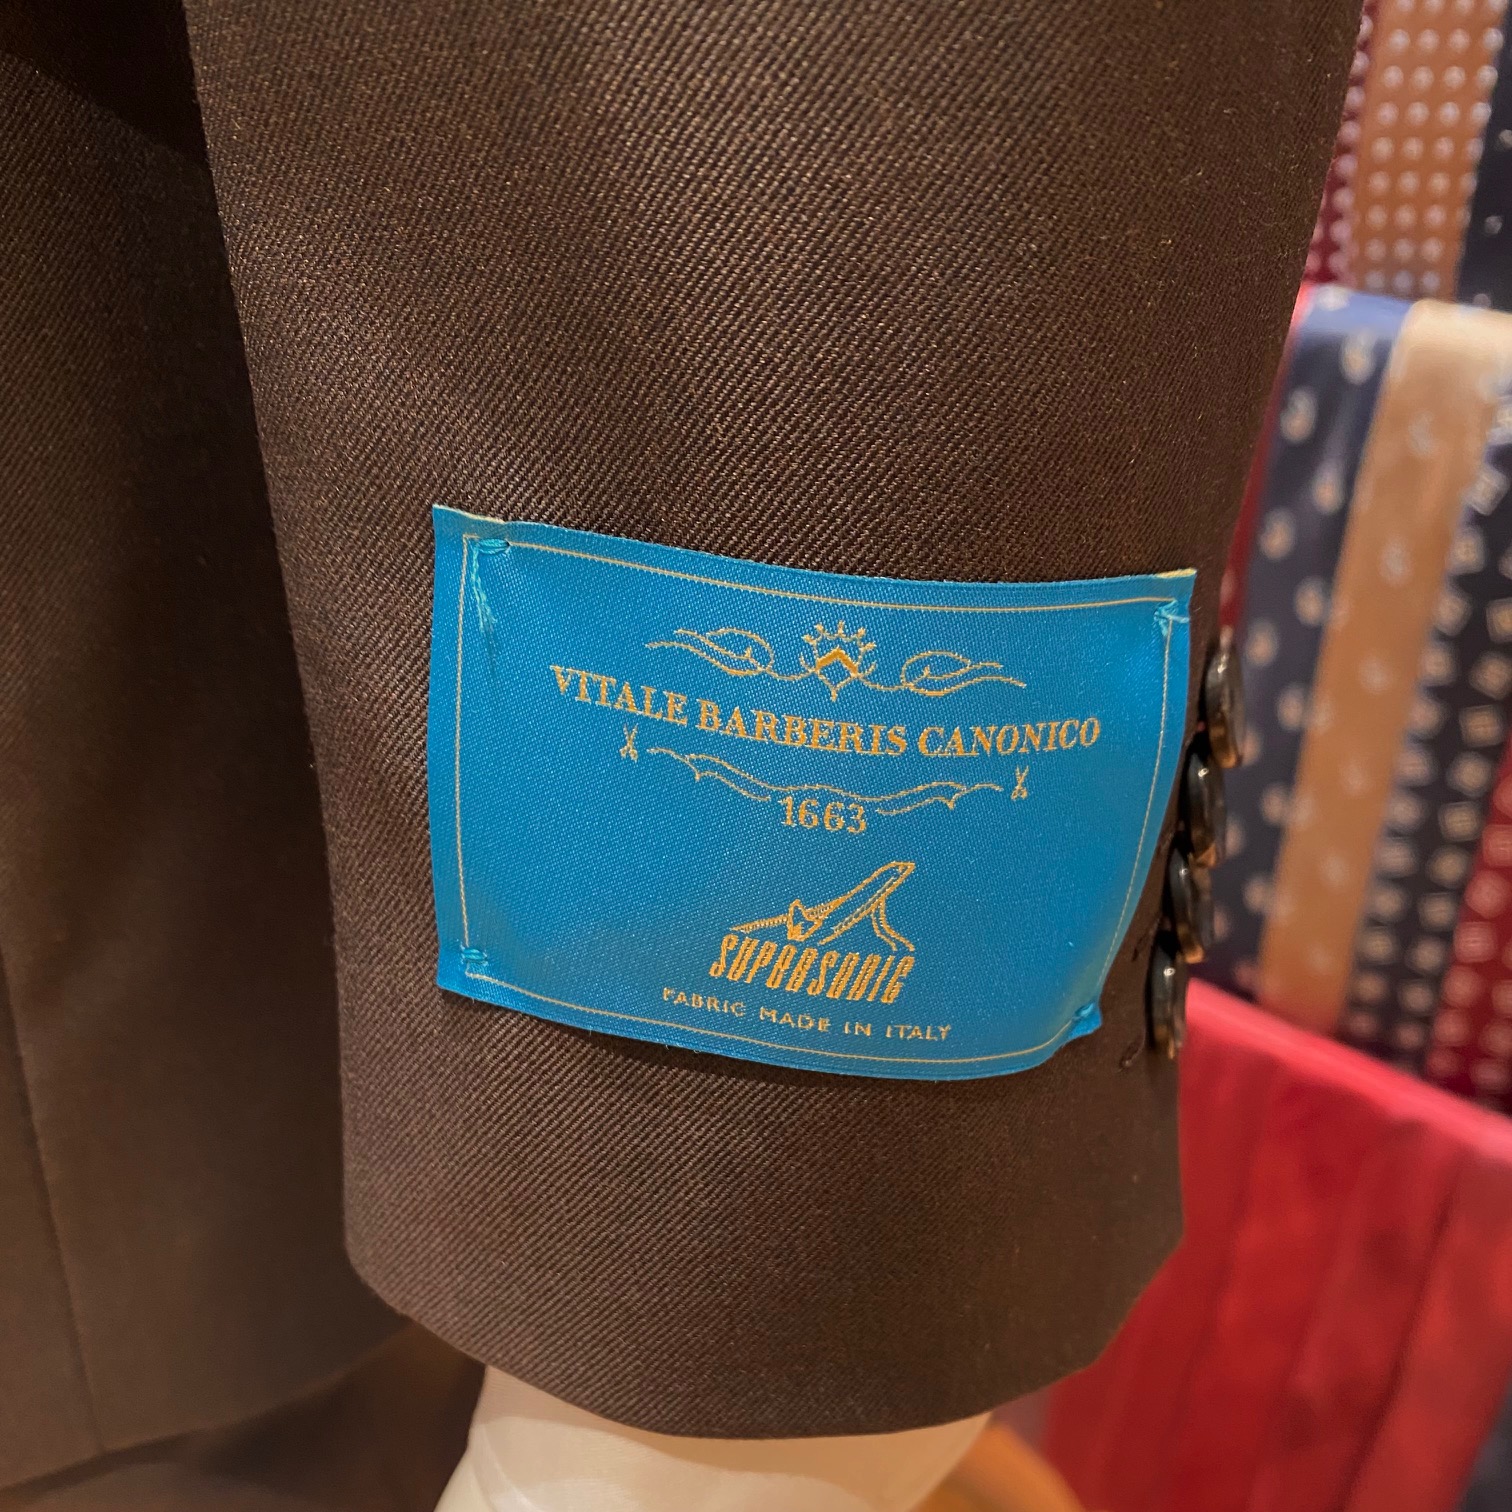 VITALE BARBERIS CANONICO
1663
SUPERSONIC
FABRIC MADE IN ITALY